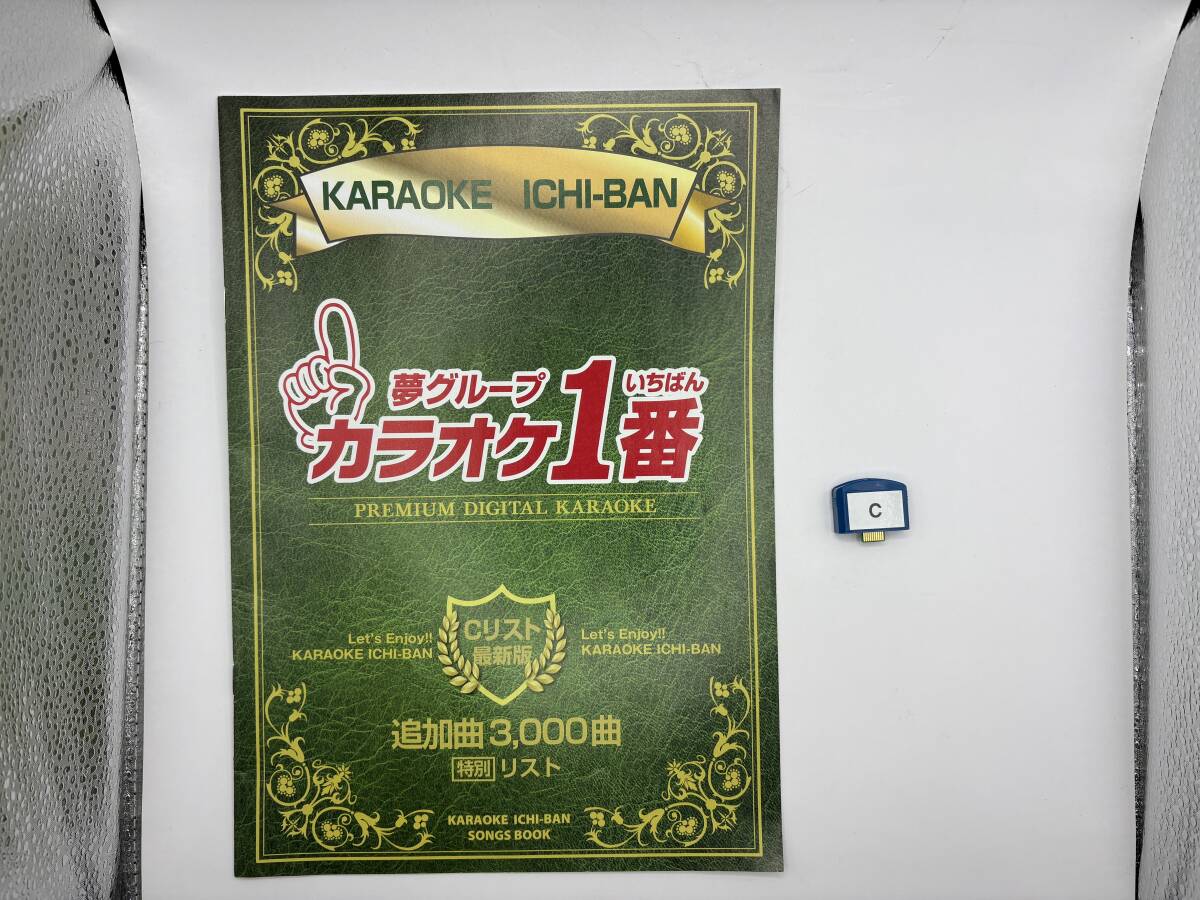 KARAOKE ICHI-BAN
夢グループ
いちばん
カラオケ1番
PREMIUM DIGITAL KARAOKE
Let's Enjoy!!
KARAOKE ICHI-BAN
Cリスト
最新版
Let's Enjoy!!
KARAOKE ICHI-BAN
追加曲3,000曲
特別 リスト
KARAOKE ICHI-BAN
SONGS BOOK
C